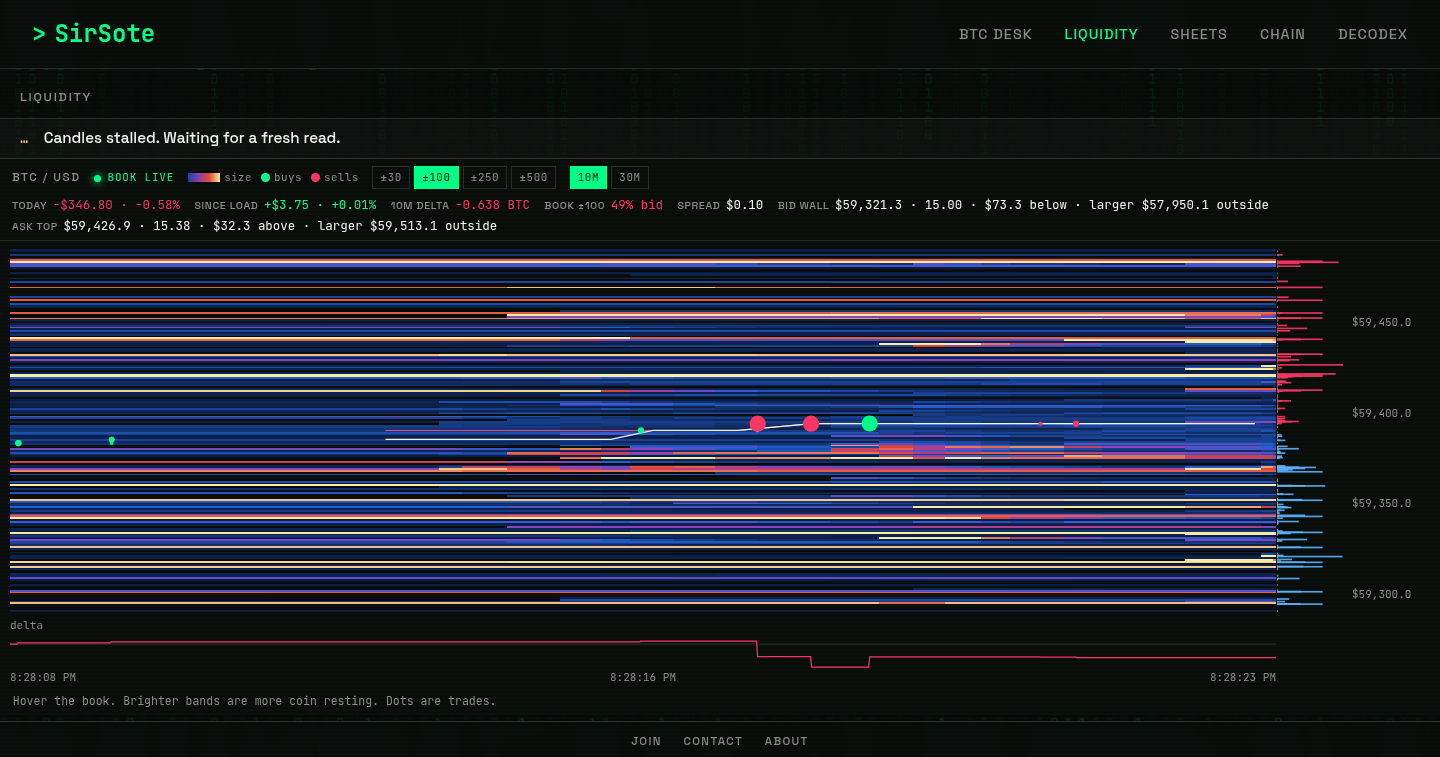 > SirSote
BTC DESK LIQUIDITY SHEETS CHAIN DECODEX
LIQUIDITY
… Candles stalled. Waiting for a fresh read.
BTC / USD BOOK LIVE size buys sells ±30 ±100 ±250 ±500 10M 30M
TODAY -$346.80 · -0.58% SINCE LOAD +$3.75 · +0.01% 10M DELTA -0.638 BTC BOOK ±100 49% bid SPREAD $0.10 BID WALL $59,321.3 · 15.00 · $73.3 below · larger $57,950.1 outside
ASK TOP $59,426.9 · 15.38 · $32.3 above · larger $59,513.1 outside
$59,450.0
$59,400.0
$59,350.0
$59,300.0
delta
8:28:08 PM 8:28:16 PM 8:28:23 PM
Hover the book. Brighter bands are more coin resting. Dots are trades.
JOIN CONTACT ABOUT